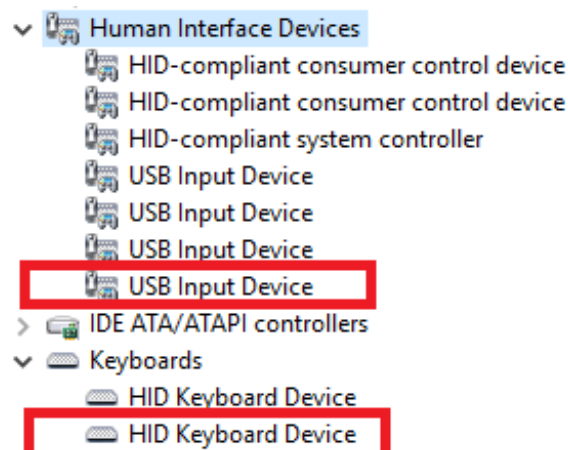 Human Interface Devices
HID-compliant consumer control device
HID-compliant consumer control device
HID-compliant system controller
USB Input Device
USB Input Device
USB Input Device
USB Input Device
IDE ATA/ATAPI controllers
Keyboards
HID Keyboard Device
HID Keyboard Device